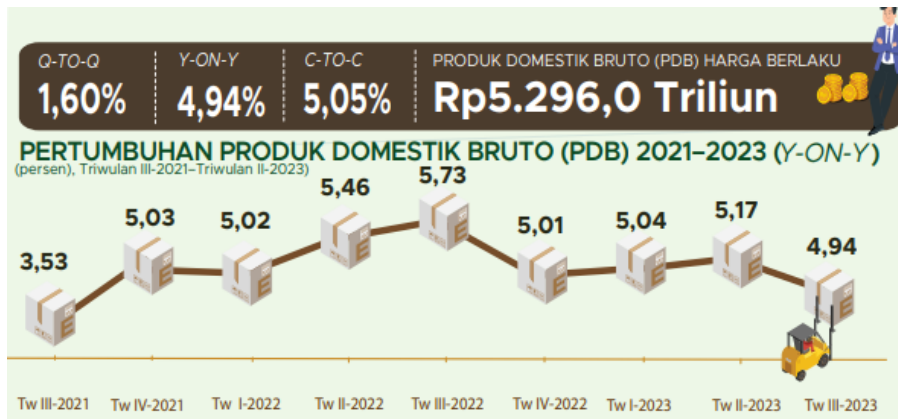 Q-TO-Q
1,60%
Y-ON-Y
4,94%
C-TO-C
5,05%
PRODUK DOMESTIK BRUTO (PDB) HARGA BERLAKU
Rp5.296,0 Triliun
PERTUMBUHAN PRODUK DOMESTIK BRUTO (PDB) 2021–2023 (Y-ON-Y)
(persen), Triwulan III-2021–Triwulan II-2023)
3,53
5,03
5,02
5,46
5,73
5,01
5,04
5,17
4,94
Tw III-2021
Tw IV-2021
Tw I-2022
Tw II-2022
Tw III-2022
Tw IV-2022
Tw I-2023
Tw II-2023
Tw III-2023